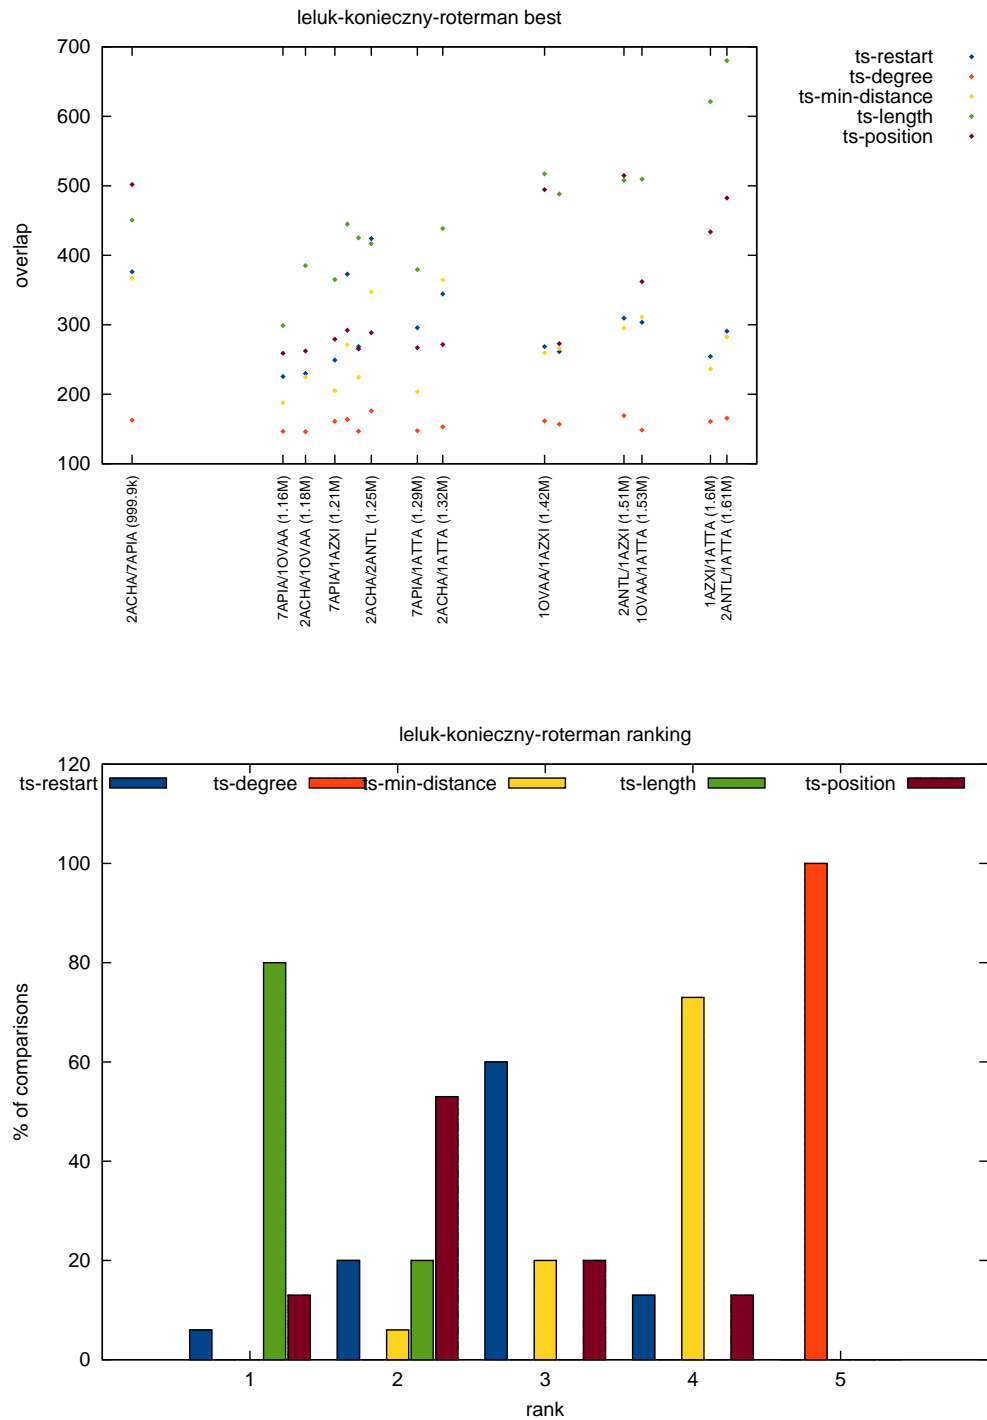 leluk-konieczny-roterman best
700
600
500
400
300
200
100
overlap
ts-restart
ts-degree
ts-min-distance
ts-length
ts-position
2ACHA/7APIA (999.9k)
7APIA/1OVAA (1.16M)
2ACHA/1OVAA (1.18M)
7APIA/1AZXI (1.21M)
2ACHA/2ANTL (1.25M)
7APIA/1ATTA (1.29M)
2ACHA/1ATTA (1.32M)
1OVAA/1AZXI (1.42M)
2ANTL/1AZXI (1.51M)
1OVAA/1ATTA (1.53M)
1AZXI/1ATTA (1.6M)
2ANTL/1ATTA (1.61M)
leluk-konieczny-roterman ranking
120
100
80
60
40
20
0
% of comparisons
ts-restart ts-degree ts-min-distance ts-length ts-position
1 2 3 4 5
rank